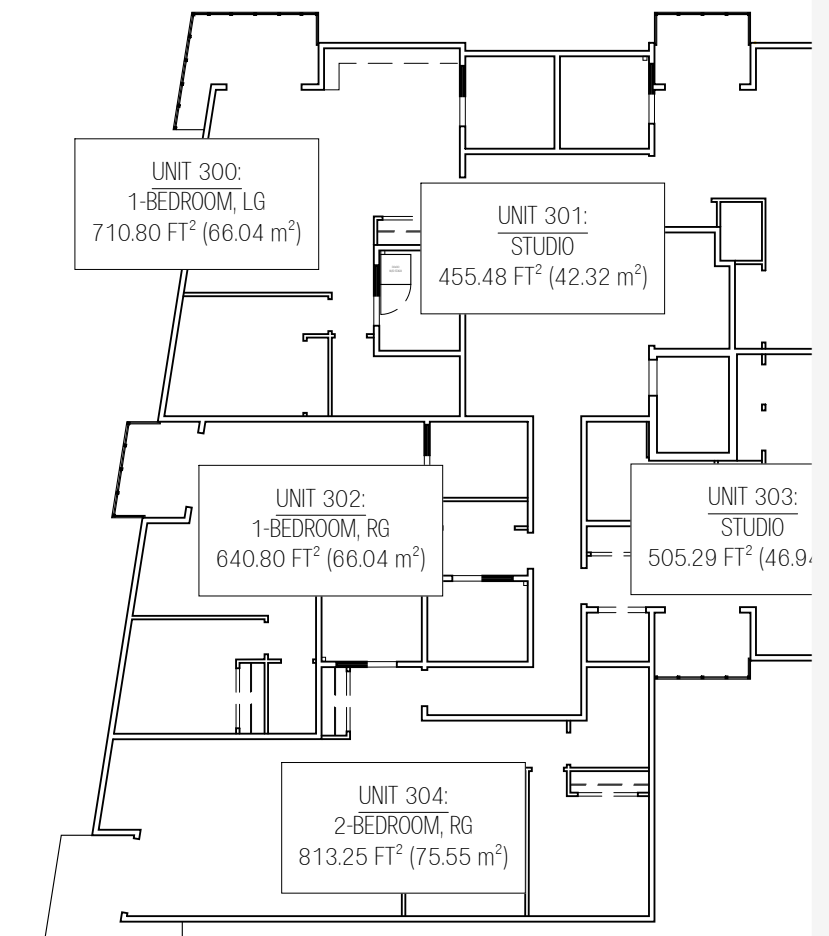 UNIT 300:
1-BEDROOM, LG
710.80 FT² (66.04 m²)
UNIT 301:
STUDIO
455.48 FT² (42.32 m²)
UNIT 302:
1-BEDROOM, RG
640.80 FT² (66.04 m²)
UNIT 303:
STUDIO
505.29 FT² (46.94
UNIT 304:
2-BEDROOM, RG
813.25 FT² (75.55 m²)